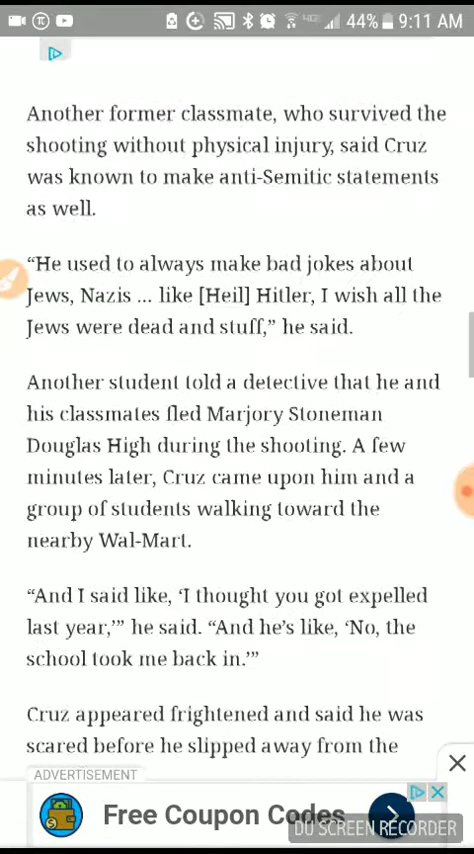 44% 9:11 AM
Another former classmate, who survived the
shooting without physical injury, said Cruz
was known to make anti-Semitic statements
as well.
“He used to always make bad jokes about
Jews, Nazis ... like [Heil] Hitler, I wish all the
Jews were dead and stuff,” he said.
Another student told a detective that he and
his classmates fled Marjory Stoneman
Douglas High during the shooting. A few
minutes later, Cruz came upon him and a
group of students walking toward the
nearby Wal-Mart.
“And I said like, ‘I thought you got expelled
last year,’” he said. “And he’s like, ‘No, the
school took me back in.’”
Cruz appeared frightened and said he was
scared before he slipped away from the
ADVERTISEMENT
Free Coupon Codes
DU SCREEN RECORDER